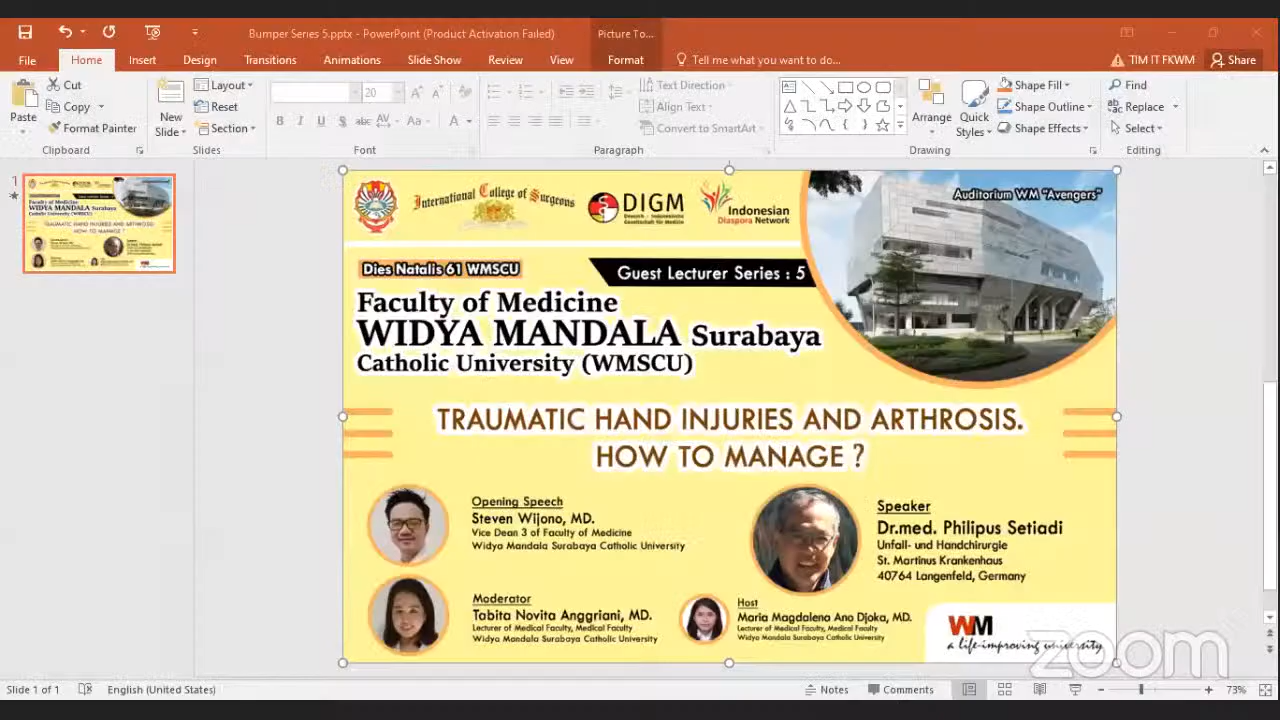 Bumper Series 5.pptx - PowerPoint (Product Activation Failed)
Picture To...
File
Home
Insert
Design
Transitions
Animations
Slide Show
Review
View
Format
Tell me what you want to do...
TIM IT FKWM
Share
Paste
Cut
Copy
Format Painter
Clipboard
New
Slide
Layout
Reset
Section
Slides
20
Font
Text Direction
Align Text
Convert to SmartArt
Paragraph
Arrange
Quick
Styles
Shape Fill
Shape Outline
Shape Effects
Drawing
Find
Replace
Select
Editing
1
International College of Surgeons
DIGM
Indonesian
Diaspora Network
Auditorium WM "Avengers"
Dies Natalis 61 WMSCU
Guest Lecturer Series : 5
Faculty of Medicine
WIDYA MANDALA Surabaya
Catholic University (WMSCU)
TRAUMATIC HAND INJURIES AND ARTHROSIS.
HOW TO MANAGE ?
Opening Speech
Steven Wijono, MD.
Vice Dean 3 of Faculty of Medicine
Widya Mandala Surabaya Catholic University
Speaker
Dr.med. Philipus Setiadi
Unfall- und Handchirurgie
St. Martinus Krankenhaus
40764 Langenfeld, Germany
Moderator
Tabita Novita Anggriani, MD.
Lecturer of Medical Faculty, Medical Faculty
Widya Mandala Surabaya Catholic University
Host
Maria Magdalena Ano Djoka, MD.
Lecturer of Medical Faculty, Medical Faculty
Widya Mandala Surabaya Catholic University
WM
a life-improving university
zoom
Slide 1 of 1
English (United States)
Notes
Comments
73%